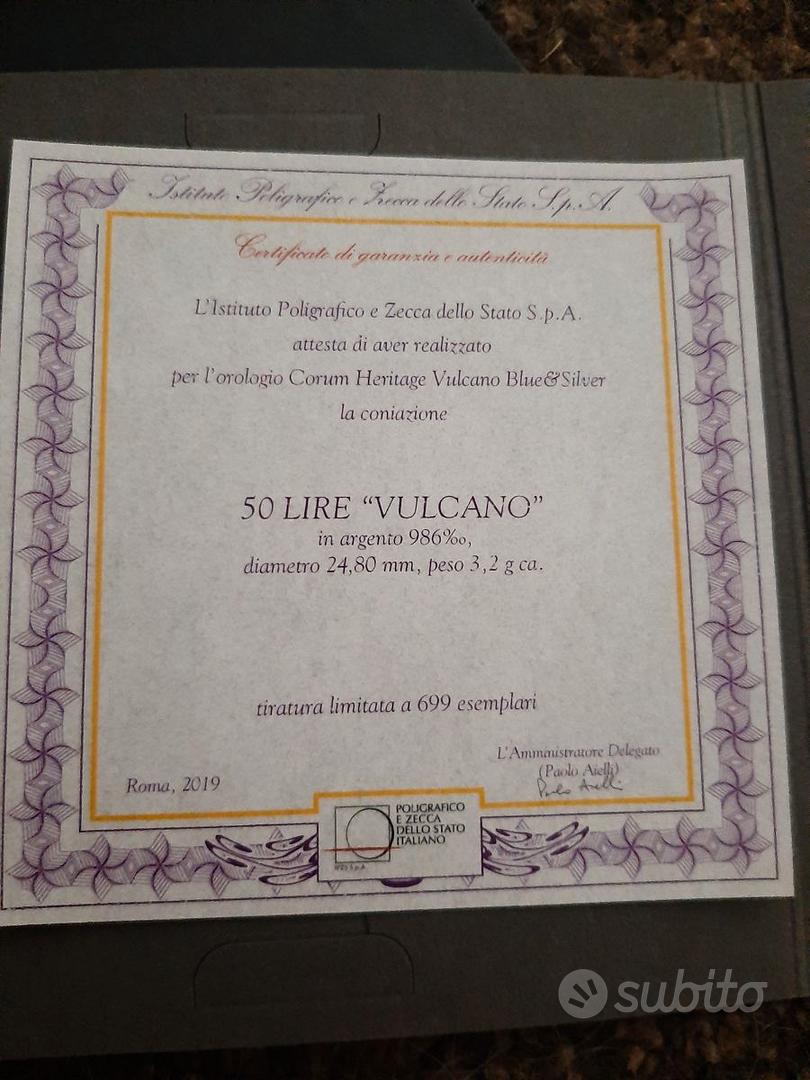 Istituto Poligrafico e Zecca dello Stato S.p.A.
Certificato di garanzia e autenticità
L'Istituto Poligrafico e Zecca dello Stato S.p.A.
attesta di aver realizzato
per l'orologio Corum Heritage Vulcano Blue&Silver
la coniazione
50 LIRE “VULCANO”
in argento 986‰,
diametro 24,80 mm, peso 3,2 g ca.
tiratura limitata a 699 esemplari
L'Amministratore Delegato
(Paolo Aielli)
Paolo Aielli
Roma, 2019
POLIGRAFICO
E ZECCA
DELLO STATO
ITALIANO
IPZS S.p.A.
subito